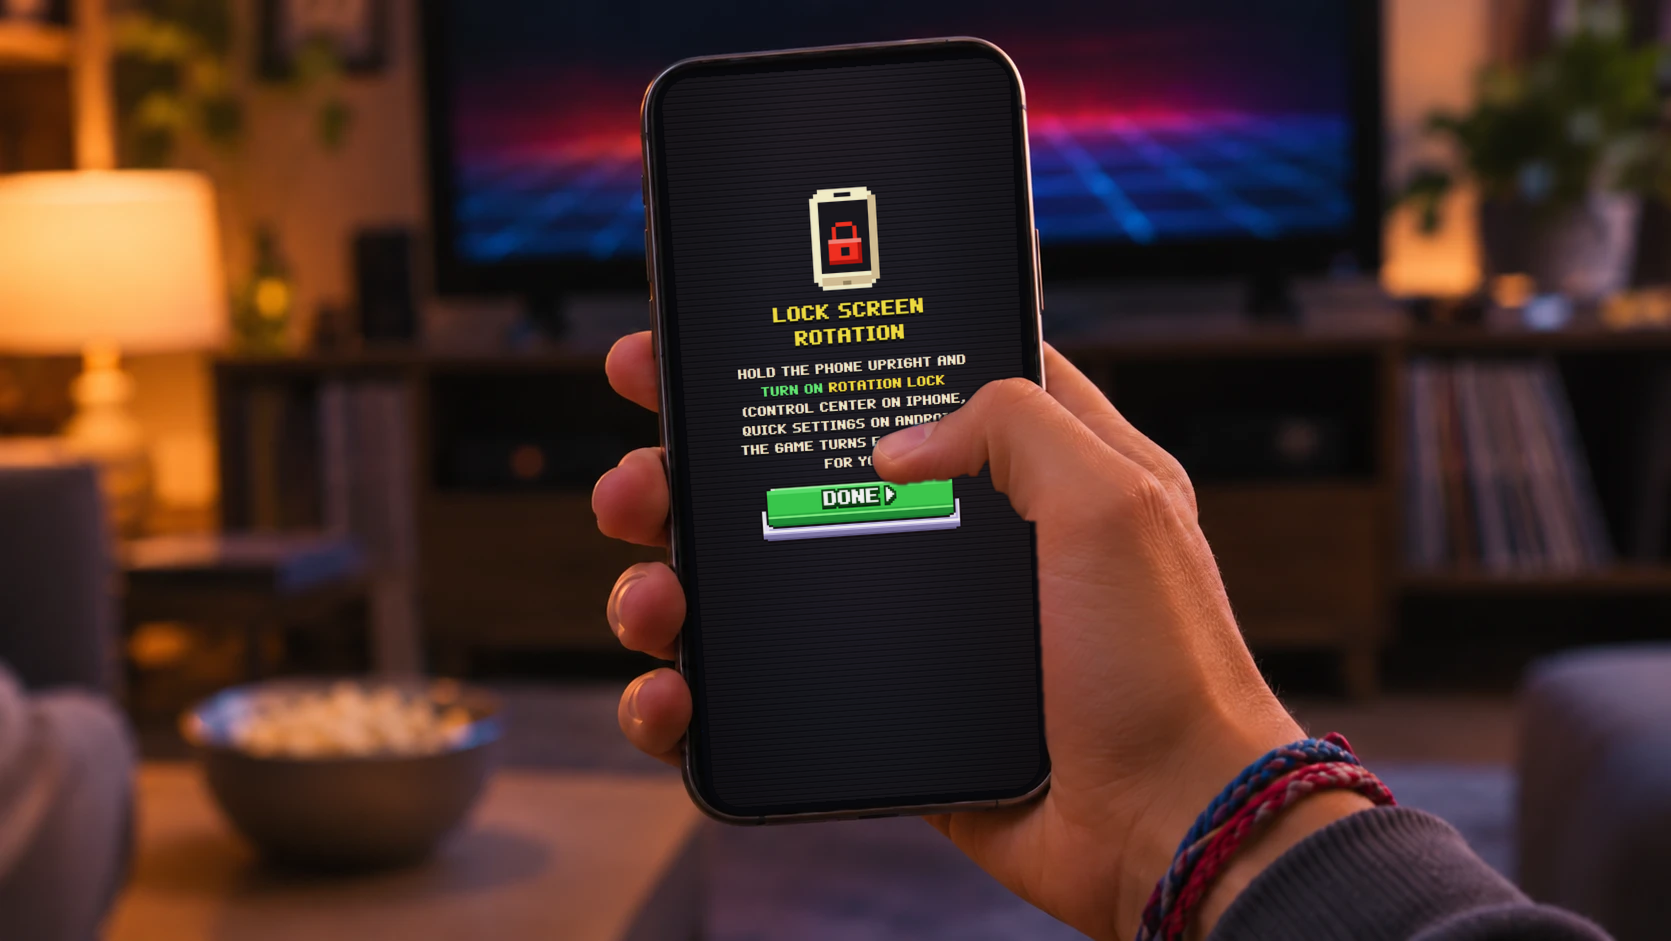 LOCK SCREEN
ROTATION
HOLD THE PHONE UPRIGHT AND
TURN ON ROTATION LOCK
(CONTROL CENTER ON IPHONE,
QUICK SETTINGS ON
THE GAME TURNS
FOR
DONE